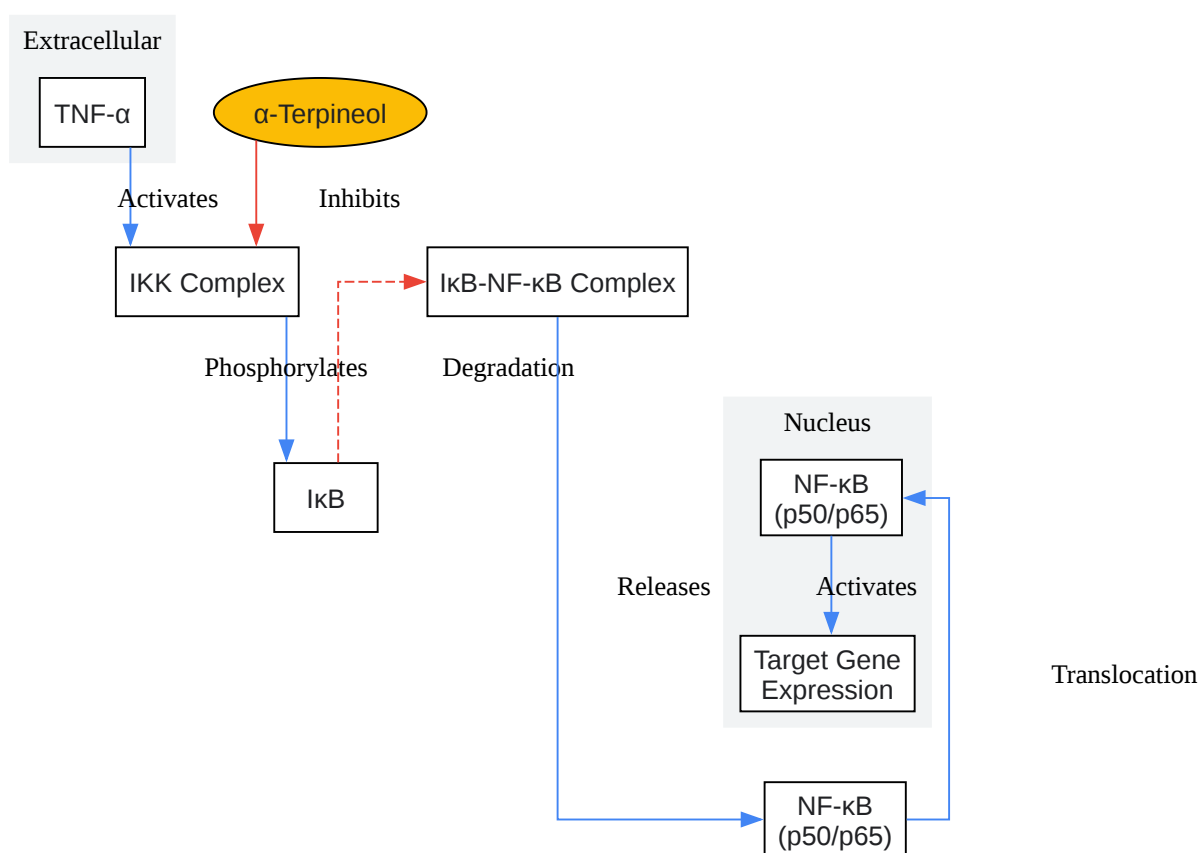 Extracellular
TNF-α
α-Terpineol
Activates
Inhibits
IKK Complex
IκB-NF-κB Complex
Phosphorylates
Degradation
Nucleus
NF-κB
(p50/p65)
IκB
Releases
Activates
Target Gene
Expression
Translocation
NF-κB
(p50/p65)